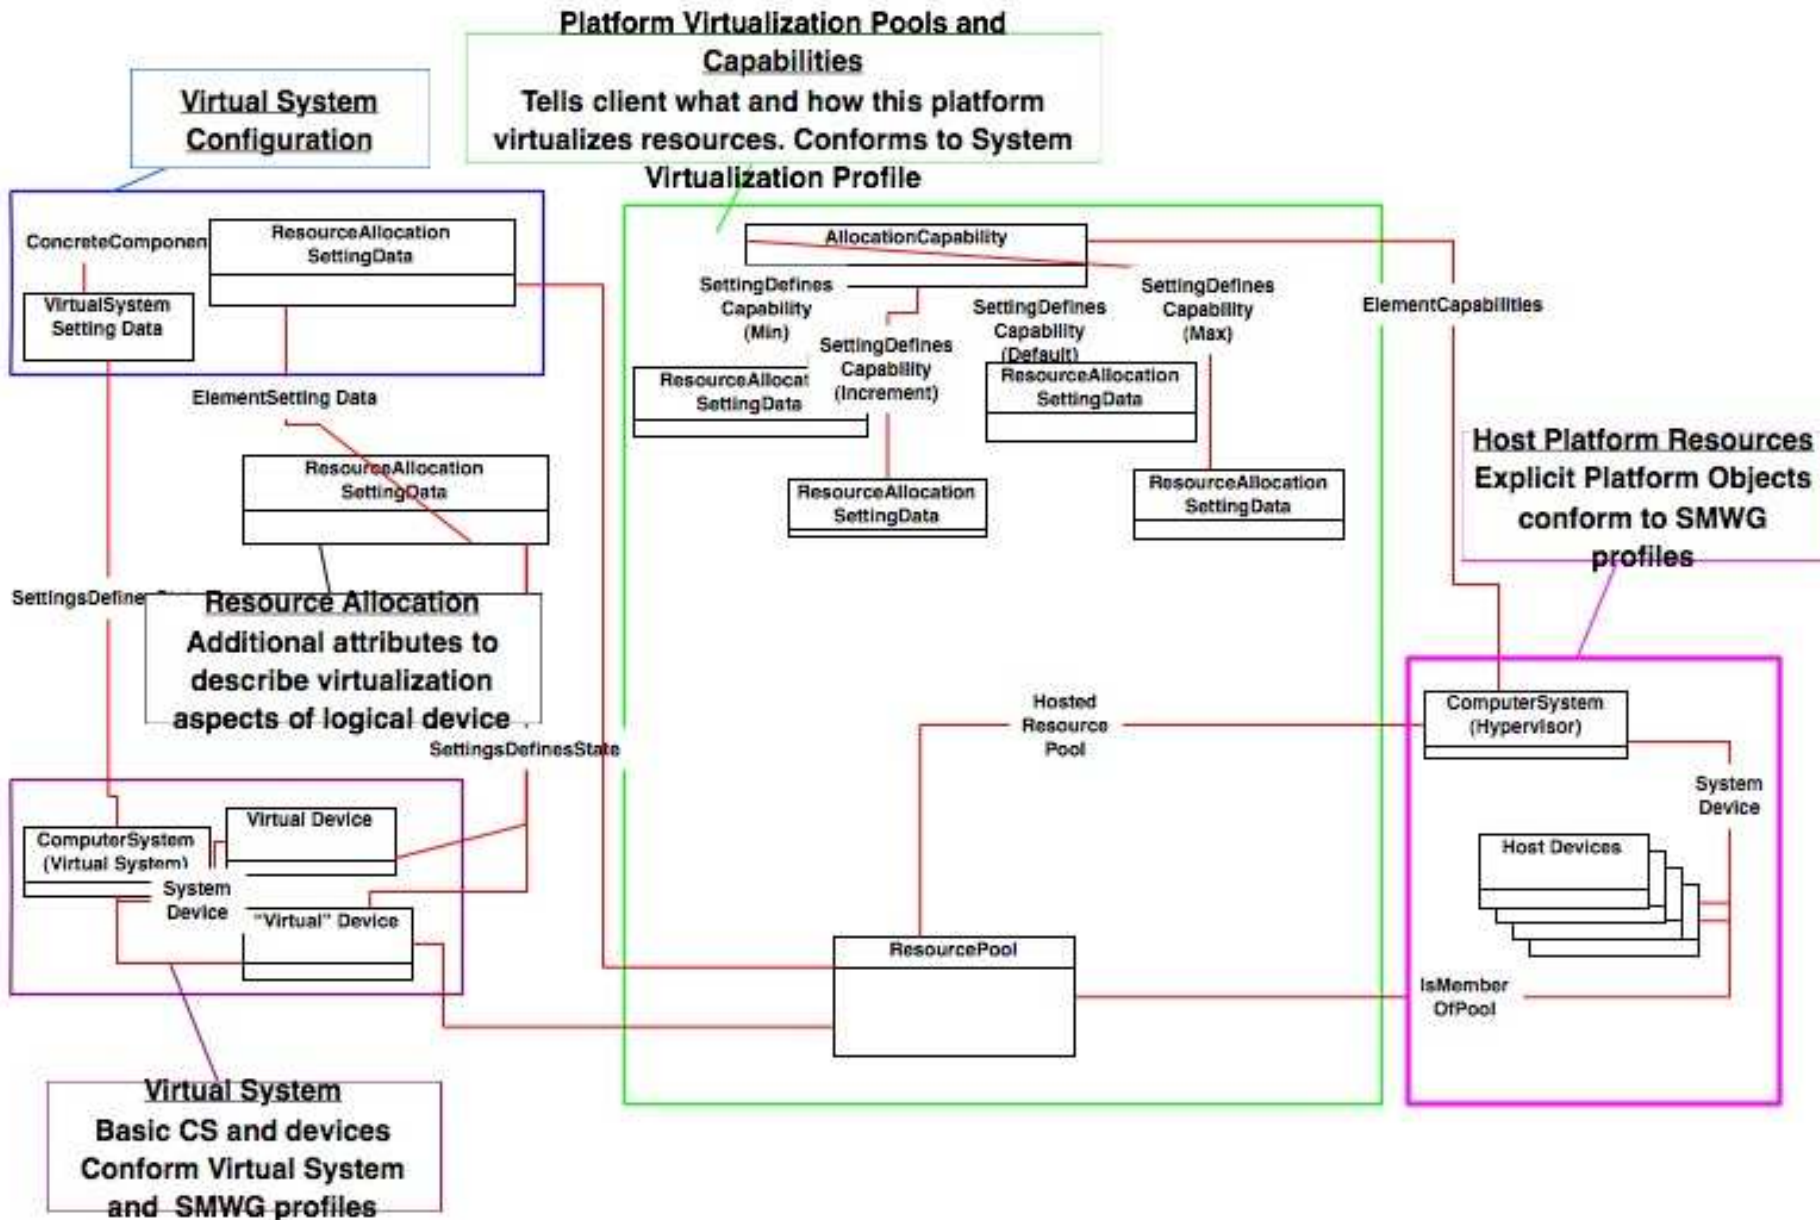 Platform Virtualization Pools and
Capabilities
Tells client what and how this platform
virtualizes resources. Conforms to System
Virtualization Profile
Virtual System
Configuration
ConcreteComponen
ResourceAllocation
SettingData
VirtualSystem
Setting Data
ElementSetting Data
ResourceAllocation
SettingData
SettingsDefine
Resource Allocation
Additional attributes to
describe virtualization
aspects of logical device
SettingsDefinesState
AllocationCapability
SettingDefines
Capability
(Min)
SettingDefines
Capability
(Increment)
SettingDefines
Capability
(Default)
SettingDefines
Capability
(Max)
ElementCapabilities
ResourceAllocat
SettingData
ResourceAllocation
SettingData
ResourceAllocation
SettingData
ResourceAllocation
SettingData
Host Platform Resources
Explicit Platform Objects
conform to SMWG
profiles
Hosted
Resource
Pool
ComputerSystem
(Hypervisor)
System
Device
Host Devices
IsMember
OfPool
ResourcePool
ComputerSystem
(Virtual System)
Virtual Device
System
Device
"Virtual" Device
Virtual System
Basic CS and devices
Conform Virtual System
and SMWG profiles